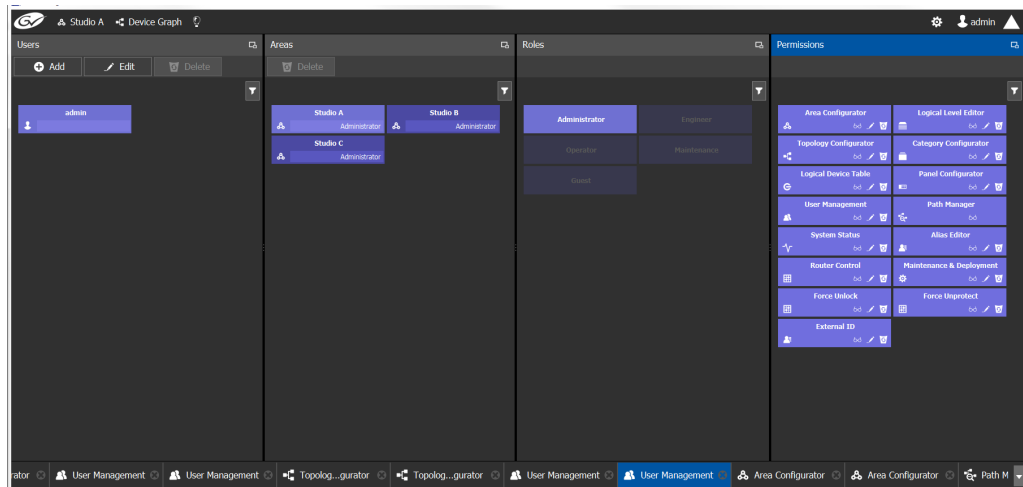 Studio A Device Graph admin
Users
Add Edit Delete
admin
Areas
Delete
Studio A
Administrator
Studio B
Administrator
Studio C
Administrator
Roles
Administrator Engineer
Operator Maintenance
Guest
Permissions
Area Configurator Logical Level Editor
Topology Configurator Category Configurator
Logical Device Table Panel Configurator
User Management Path Manager
System Status Alias Editor
Router Control Maintenance & Deployment
Force Unlock Force Unprotect
External ID
rator User Management User Management Topolog...gurator Topolog...gurator User Management User Management Area Configurator Area Configurator Path M